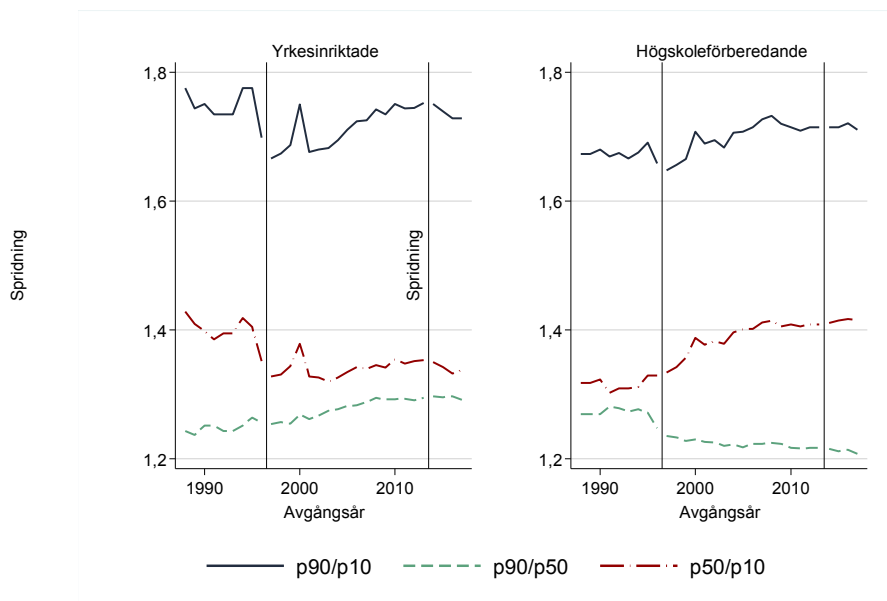 Yrkesinriktade
Spridning
1,8
1,6
1,4
1,2
1990 2000 2010
Avgångsår
Högskoleförberedande
Spridning
1,8
1,6
1,4
1,2
1990 2000 2010
Avgångsår
p90/p10 p90/p50 p50/p10